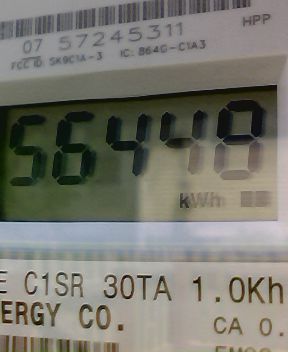 HPP
07 57245311
FCC ID: SK9C1A-3 IC: 864G-C1A3
56448
kWh
E C1SR 30TA 1.0Kh
NERGY CO.
CA 0.